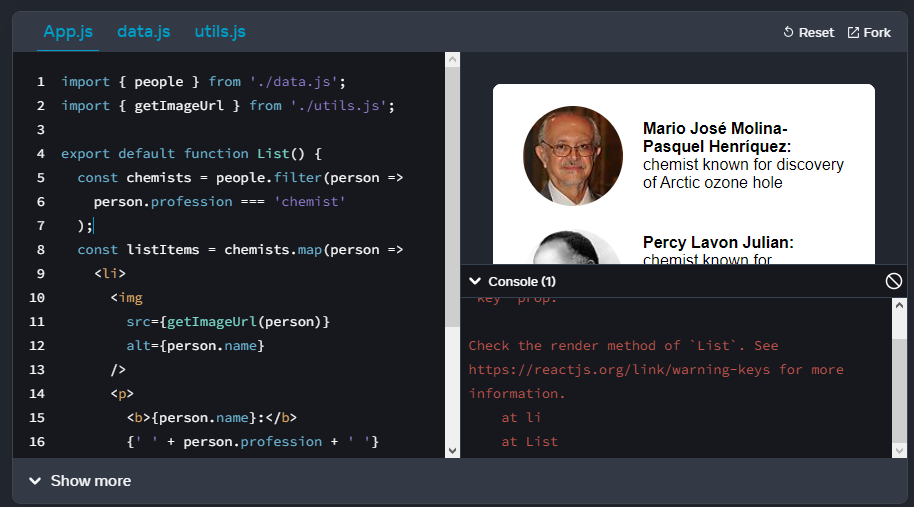 App.js data.js utils.js
Reset Fork
1 import { people } from './data.js';
2 import { getImageUrl } from './utils.js';
3
4 export default function List() {
5 const chemists = people.filter(person =>
6 person.profession === 'chemist'
7 );
8 const listItems = chemists.map(person =>
9 <li>
10 <img
11 src={getImageUrl(person)}
12 alt={person.name}
13 />
14 <p>
15 <b>{person.name}:</b>
16 {' ' + person.profession + ' '}
Mario José Molina-
Pasquel Henríquez:
chemist known for discovery
of Arctic ozone hole
Percy Lavon Julian:
chemist known for
Console (1)
"key" prop.
Check the render method of `List`. See
https://reactjs.org/link/warning-keys for more
information.
at li
at List
Show more